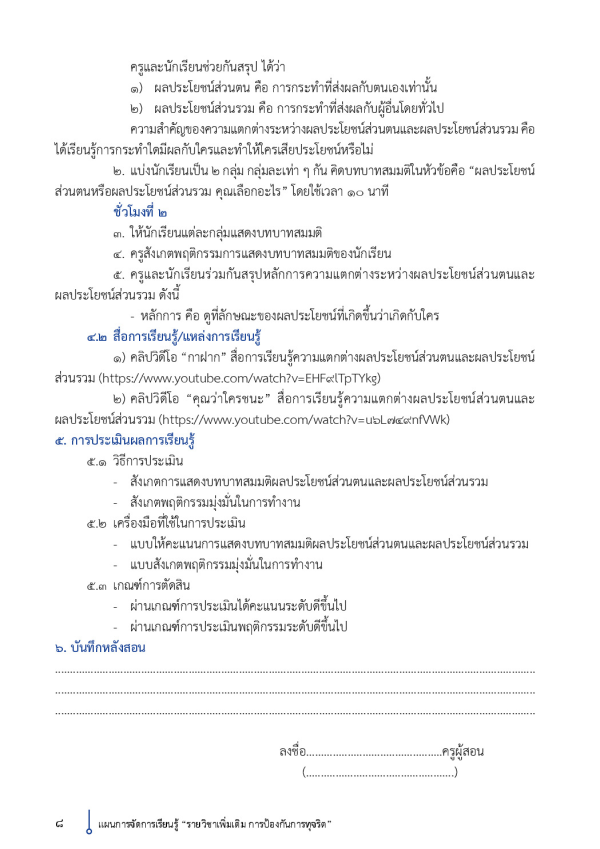 ครูและนักเรียนช่วยกันสรุป ได้ว่า
๑) ผลประโยชน์ส่วนตน คือ การกระทำที่ส่งผลกับตนเองเท่านั้น
๒) ผลประโยชน์ส่วนรวม คือ การกระทำที่ส่งผลกับผู้อื่นโดยทั่วไป
ความสำคัญของความแตกต่างระหว่างผลประโยชน์ส่วนตนและผลประโยชน์ส่วนรวม คือ
ได้เรียนรู้การกระทำใดมีผลกับใครและทำให้ใครเสียประโยชน์หรือไม่
๒. แบ่งนักเรียนเป็น ๒ กลุ่ม กลุ่มละเท่า ๆ กัน คิดบทบาทสมมติในหัวข้อคือ “ผลประโยชน์
ส่วนตนหรือผลประโยชน์ส่วนรวม คุณเลือกอะไร” โดยใช้เวลา ๑๐ นาที
ชั่วโมงที่ ๒
๓. ให้นักเรียนแต่ละกลุ่มแสดงบทบาทสมมติ
๔. ครูสังเกตพฤติกรรมการแสดงบทบาทสมมติของนักเรียน
๕. ครูและนักเรียนร่วมกันสรุปหลักการความแตกต่างระหว่างผลประโยชน์ส่วนตนและ
ผลประโยชน์ส่วนรวม ดังนี้
- หลักการ คือ ดูที่ลักษณะของผลประโยชน์ที่เกิดขึ้นว่าเกิดกับใคร
๔.๒ สื่อการเรียนรู้/แหล่งการเรียนรู้
๑) คลิปวิดีโอ “กาฝาก” สื่อการเรียนรู้ความแตกต่างผลประโยชน์ส่วนตนและผลประโยชน์
ส่วนรวม (https://www.youtube.com/watch?v=EHF๙lTpTYkg)
๒) คลิปวิดีโอ “คุณว่าใครชนะ” สื่อการเรียนรู้ความแตกต่างผลประโยชน์ส่วนตนและ
ผลประโยชน์ส่วนรวม (https://www.youtube.com/watch?v=u๖L๗๔๙nfVWk)
๕. การประเมินผลการเรียนรู้
๕.๑ วิธีการประเมิน
- สังเกตการแสดงบทบาทสมมติผลประโยชน์ส่วนตนและผลประโยชน์ส่วนรวม
- สังเกตพฤติกรรมมุ่งมั่นในการทำงาน
๕.๒ เครื่องมือที่ใช้ในการประเมิน
- แบบให้คะแนนการแสดงบทบาทสมมติผลประโยชน์ส่วนตนและผลประโยชน์ส่วนรวม
- แบบสังเกตพฤติกรรมมุ่งมั่นในการทำงาน
๕.๓ เกณฑ์การตัดสิน
- ผ่านเกณฑ์การประเมินได้คะแนนระดับดีขึ้นไป
- ผ่านเกณฑ์การประเมินพฤติกรรมระดับดีขึ้นไป
๖. บันทึกหลังสอน
ลงชื่อ..............................................ครูผู้สอน
(..................................................)
๘ แผนการจัดการเรียนรู้ “รายวิชาเพิ่มเติม การป้องกันการทุจริต”